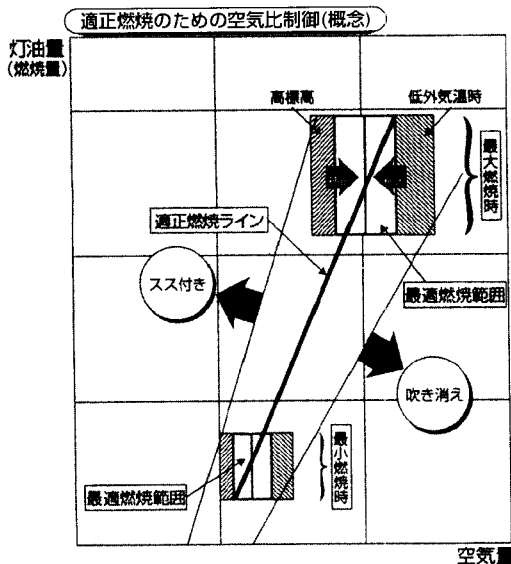 適正燃焼のための空気比制御(概念)
灯油量
(燃焼量)
高標高
低外気温時
最大燃焼時
適正燃焼ライン
スス付き
最適燃焼範囲
吹き消え
最適燃焼範囲
最小燃焼時
空気量